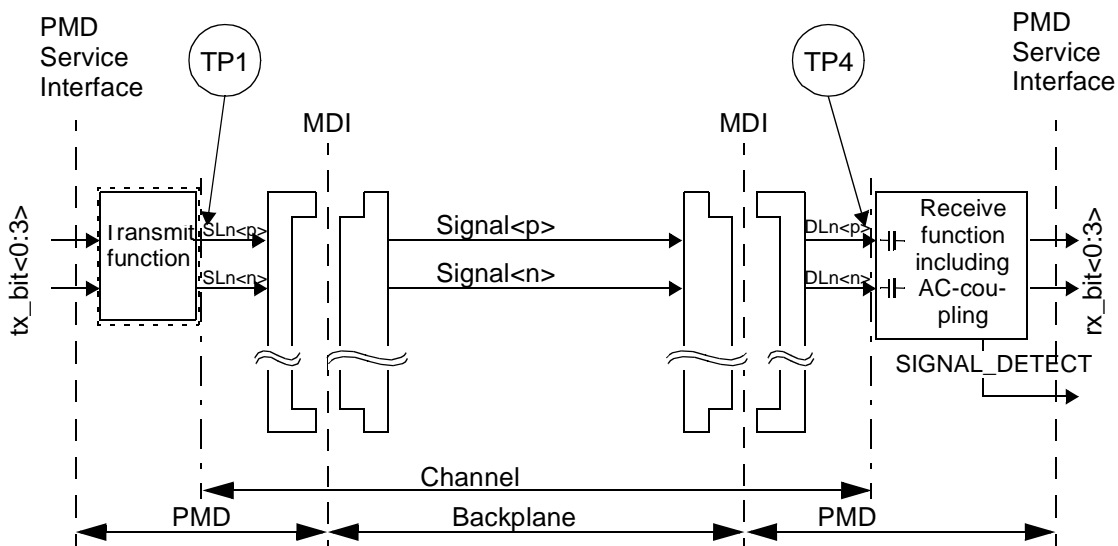 PMD
Service
Interface
TP1
TP4
PMD
Service
Interface
MDI
MDI
tx_bit<0:3>
Transmit
function
SLn<p>
SLn<n>
Signal<p>
Signal<n>
DLn<p>
DLn<n>
Receive
function
including
AC-cou-
pling
rx_bit<0:3>
SIGNAL_DETECT
Channel
PMD
Backplane
PMD